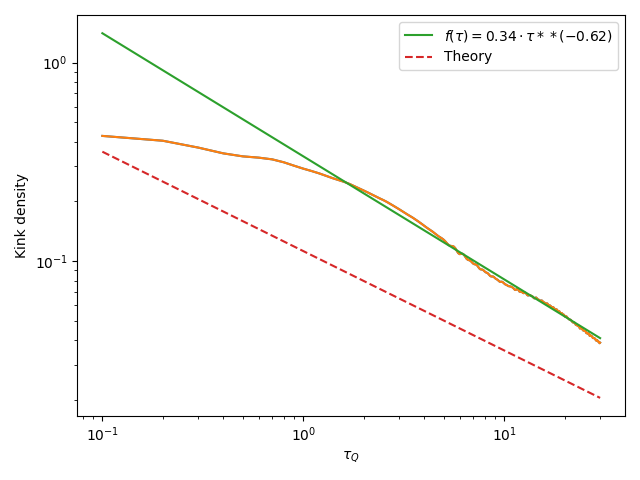 f(τ) = 0.34 · τ * *(−0.62)
Theory
Kink density
10⁰
10⁻¹
10⁻¹
10⁰
10¹
τ_Q